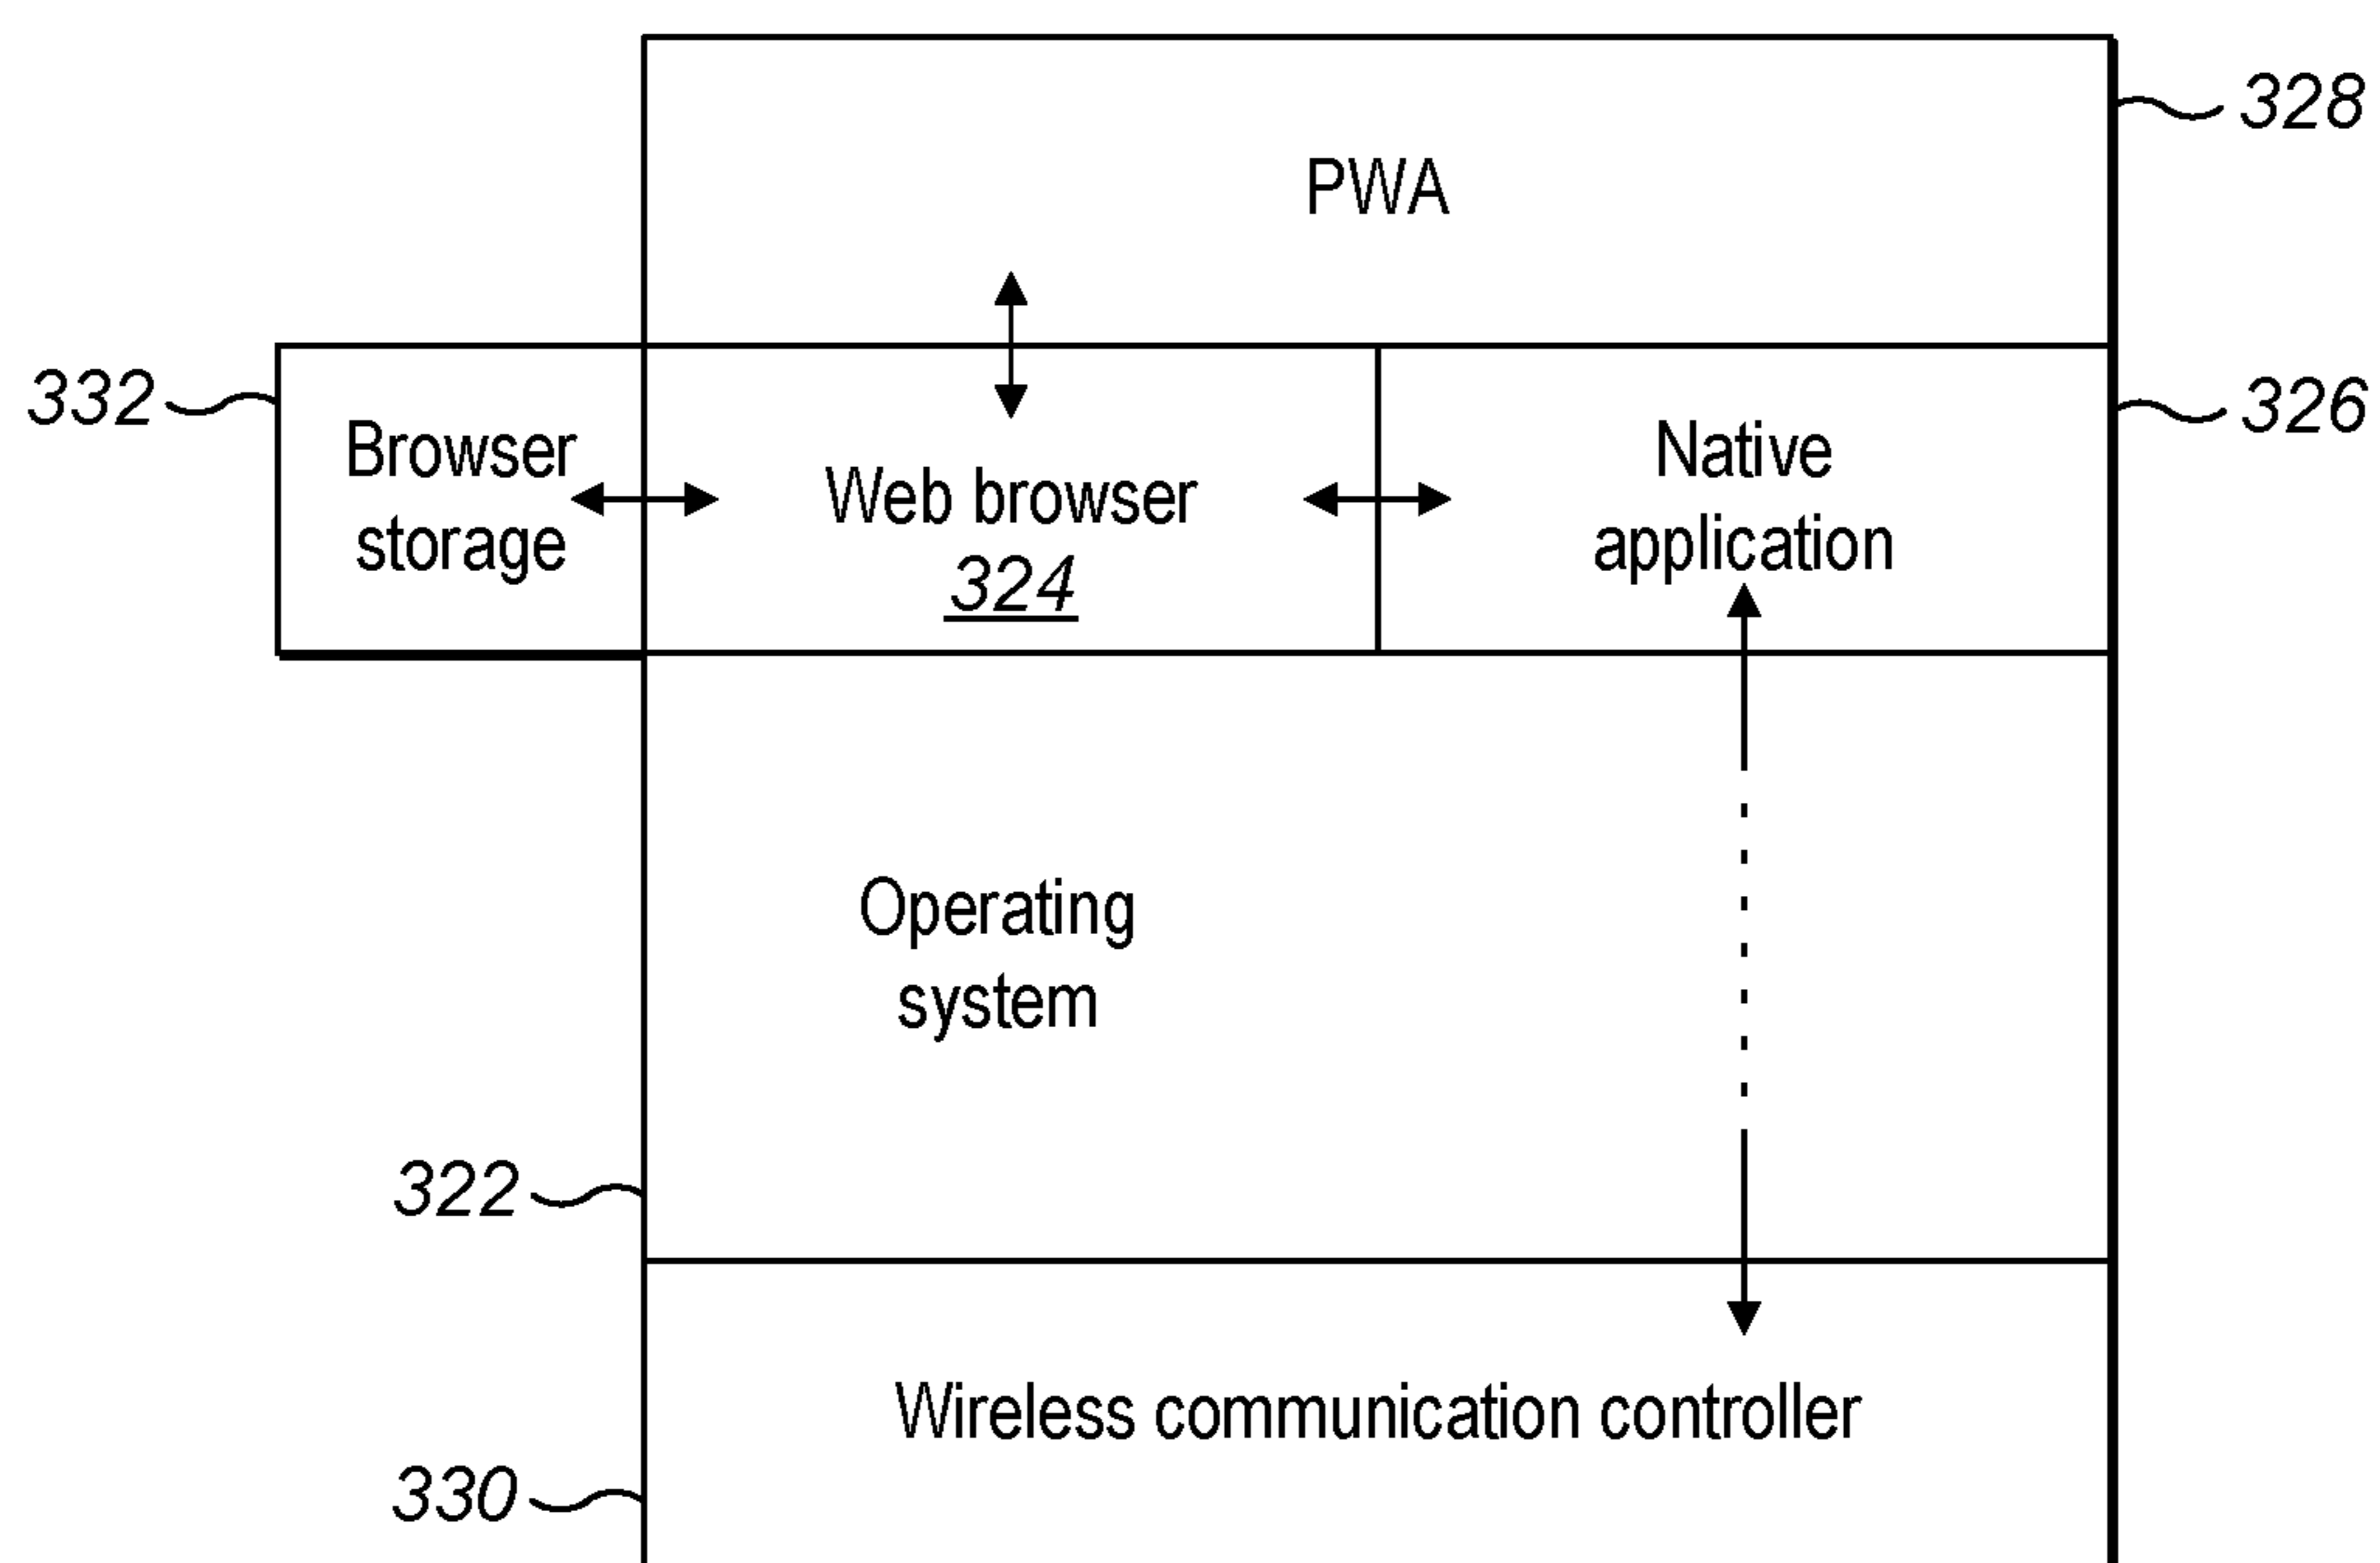 328
PWA
332
326
Browser
storage
Web browser
324
Native
application
Operating
system
322
Wireless communication controller
330